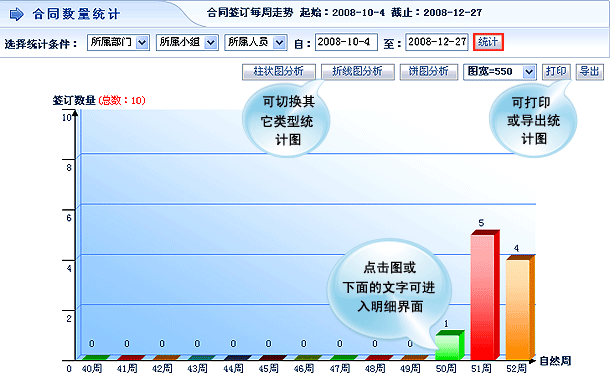 合同数量统计
合同签订每周走势 起始：2008-10-4 截止：2008-12-27
选择统计条件： 所属部门 所属小组 所属人员 自： 2008-10-4 至： 2008-12-27 统计
柱状图分析 折线图分析 饼图分析 图宽=550 打印 导出
可切换其
它类型统
计图
可打印
或导出统
计图
签订数量(总数：10)
10
8
6
4
2
0
点击图或
下面的文字可进
入明细界面
0 0 0 0 0 0 0 0 0 0 1 5 4
40周 41周 42周 43周 44周 45周 46周 47周 48周 49周 50周 51周 52周
自然周